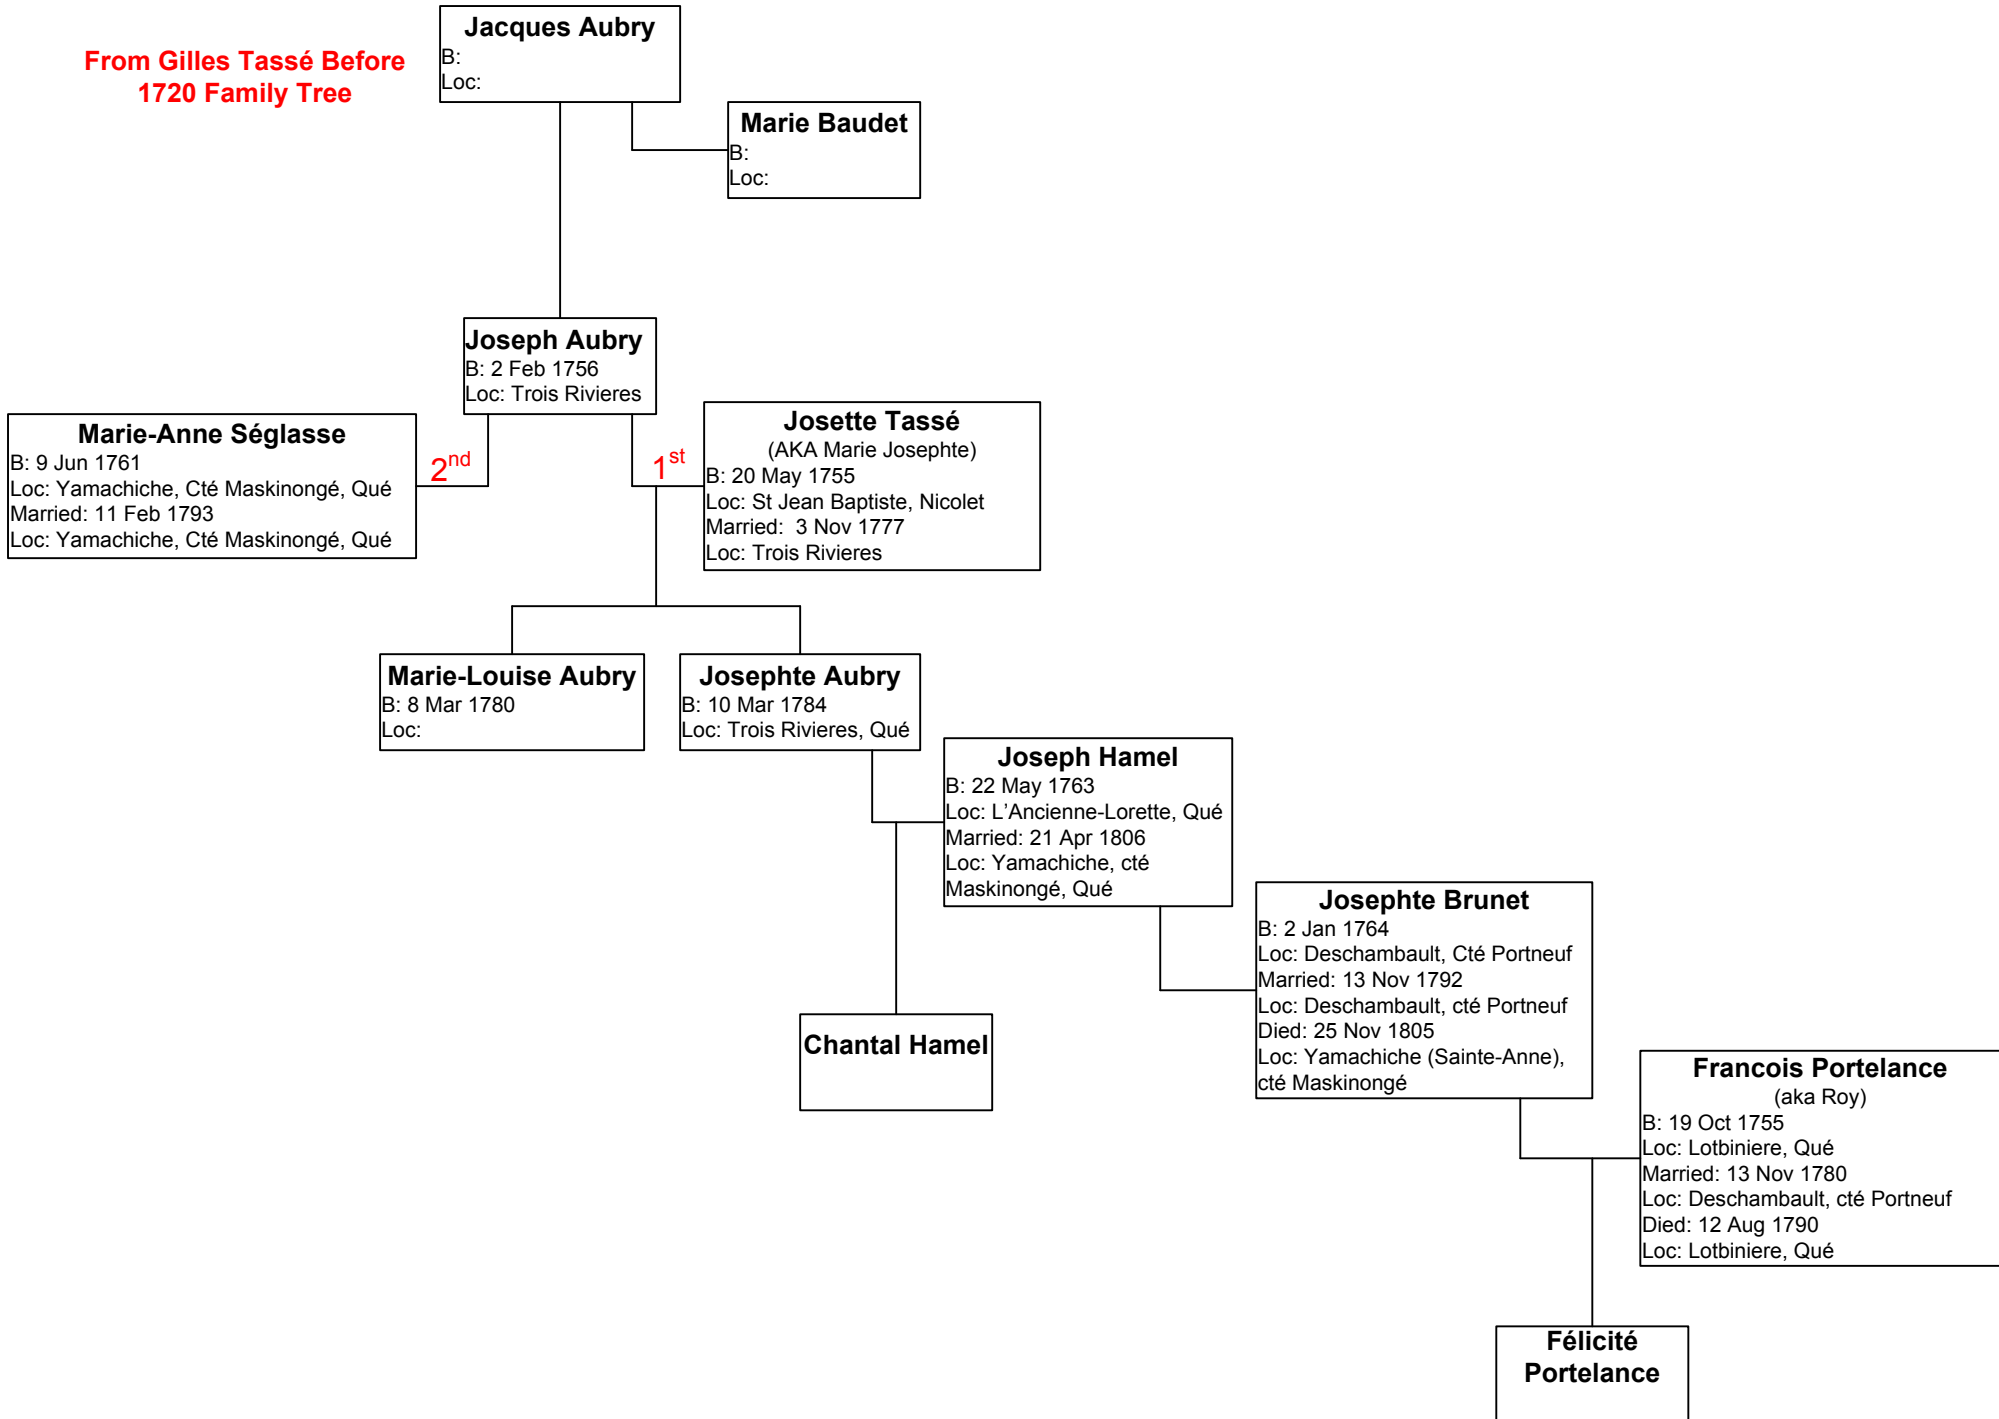 From Gilles Tassé Before
1720 Family Tree
Jacques Aubry
B:
Loc:
Marie Baudet
B:
Loc:
Joseph Aubry
B: 2 Feb 1756
Loc: Trois Rivieres
Marie-Anne Séglasse
B: 9 Jun 1761
Loc: Yamachiche, Cté Maskinongé, Qué
Married: 11 Feb 1793
Loc: Yamachiche, Cté Maskinongé, Qué
2nd
1st
Josette Tassé
(AKA Marie Josephte)
B: 20 May 1755
Loc: St Jean Baptiste, Nicolet
Married: 3 Nov 1777
Loc: Trois Rivieres
Marie-Louise Aubry
B: 8 Mar 1780
Loc:
Josephte Aubry
B: 10 Mar 1784
Loc: Trois Rivieres, Qué
Joseph Hamel
B: 22 May 1763
Loc: L’Ancienne-Lorette, Qué
Married: 21 Apr 1806
Loc: Yamachiche, cté
Maskinongé, Qué
Josephte Brunet
B: 2 Jan 1764
Loc: Deschambault, Cté Portneuf
Married: 13 Nov 1792
Loc: Deschambault, cté Portneuf
Died: 25 Nov 1805
Loc: Yamachiche (Sainte-Anne),
cté Maskinongé
Chantal Hamel
Francois Portelance
(aka Roy)
B: 19 Oct 1755
Loc: Lotbiniere, Qué
Married: 13 Nov 1780
Loc: Deschambault, cté Portneuf
Died: 12 Aug 1790
Loc: Lotbiniere, Qué
Félicité
Portelance